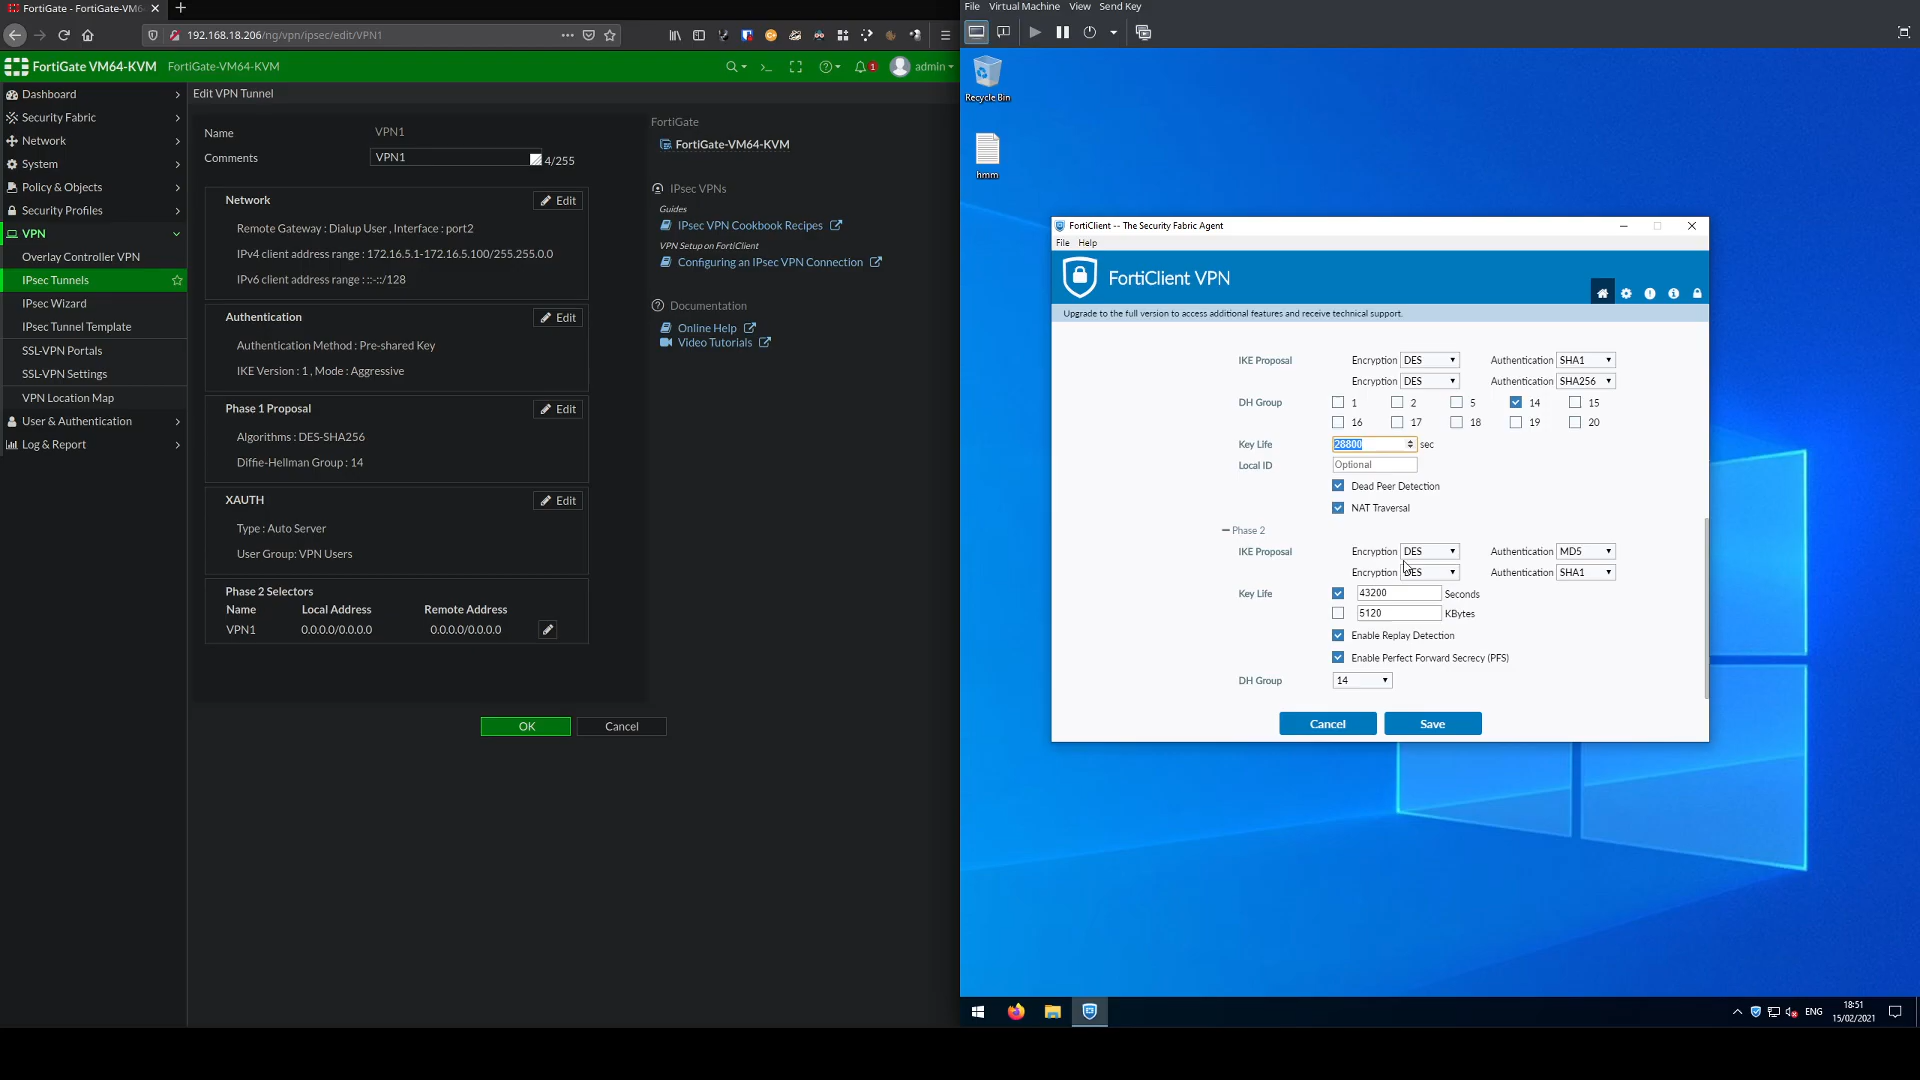 FortiGate - FortiGate-VM6
192.168.18.206/ng/vpn/ipsec/edit/VPN1
FortiGate VM64-KVM
FortiGate-VM64-KVM
1
admin
Dashboard
Security Fabric
Network
System
Policy & Objects
Security Profiles
VPN
Overlay Controller VPN
IPsec Tunnels
IPsec Wizard
IPsec Tunnel Template
SSL-VPN Portals
SSL-VPN Settings
VPN Location Map
User & Authentication
Log & Report
Edit VPN Tunnel
Name VPN1
Comments VPN1 4/255
Network Edit
Remote Gateway : Dialup User , Interface : port2
IPv4 client address range : 172.16.5.1-172.16.5.100/255.255.0.0
IPv6 client address range : ::-::/128
Authentication Edit
Authentication Method : Pre-shared Key
IKE Version : 1 , Mode : Aggressive
Phase 1 Proposal Edit
Algorithms : DES-SHA256
Diffie-Hellman Group : 14
XAUTH Edit
Type : Auto Server
User Group: VPN Users
Phase 2 Selectors
Name Local Address Remote Address
VPN1 0.0.0.0/0.0.0.0 0.0.0.0/0.0.0.0
OK Cancel
FortiGate
FortiGate-VM64-KVM
IPsec VPNs
Guides
IPsec VPN Cookbook Recipes
VPN Setup on FortiClient
Configuring an IPsec VPN Connection
Documentation
Online Help
Video Tutorials
File Virtual Machine View Send Key
Recycle Bin
hmm
FortiClient -- The Security Fabric Agent
File Help
FortiClient VPN
Upgrade to the full version to access additional features and receive technical support.
IKE Proposal Encryption DES Authentication SHA1
Encryption DES Authentication SHA256
DH Group 1 2 5 14 15
16 17 18 19 20
Key Life 28800 sec
Local ID Optional
Dead Peer Detection
NAT Traversal
Phase 2
IKE Proposal Encryption DES Authentication MD5
Encryption DES Authentication SHA1
Key Life 43200 Seconds
5120 KBytes
Enable Replay Detection
Enable Perfect Forward Secrecy (PFS)
DH Group 14
Cancel Save
ENG
18:51
15/02/2021